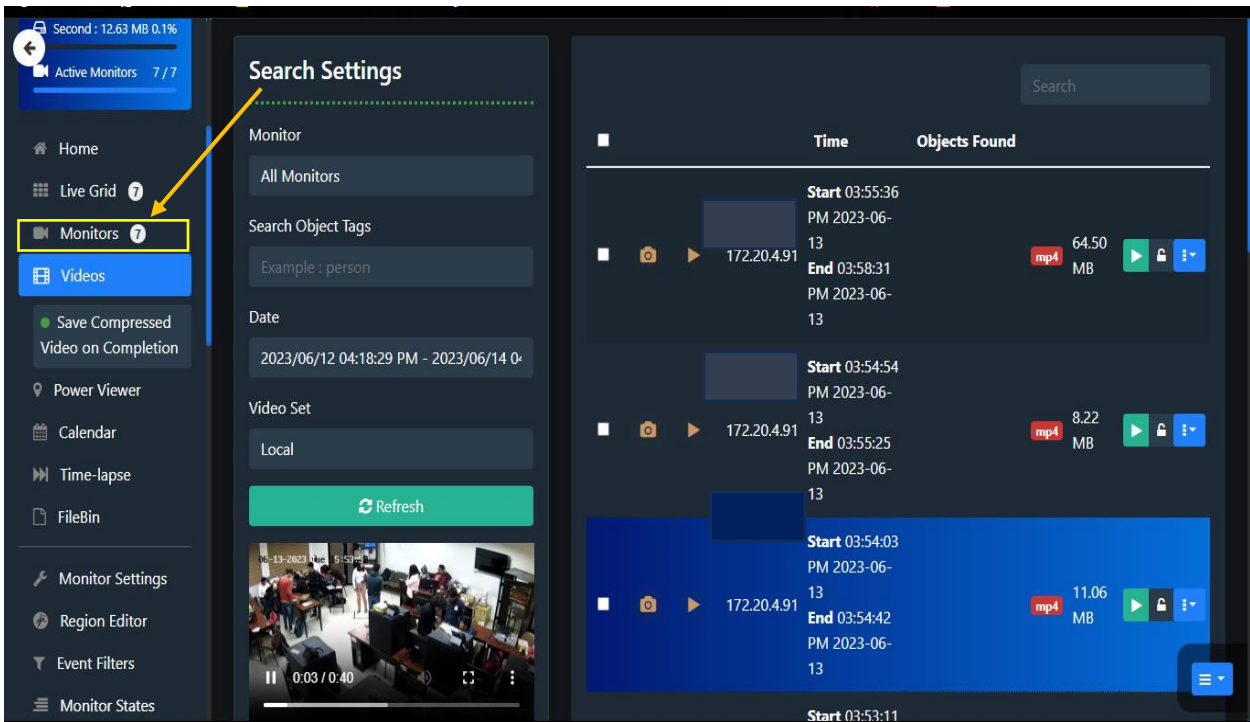 Second : 12.63 MB 0.1%
Active Monitors 7 / 7
Home
Live Grid 7
Monitors 7
Videos
Save Compressed
Video on Completion
Power Viewer
Calendar
Time-lapse
FileBin
Monitor Settings
Region Editor
Event Filters
Monitor States
Search Settings
Monitor
All Monitors
Search Object Tags
Example : person
Date
2023/06/12 04:18:29 PM - 2023/06/14 04
Video Set
Local
Refresh
0:03 / 0:40
Search
Time Objects Found
Start 03:55:36
PM 2023-06-
13
172.20.4.91 End 03:58:31 mp4 64.50 MB
PM 2023-06-
13
Start 03:54:54
PM 2023-06-
13
172.20.4.91 End 03:55:25 mp4 8.22 MB
PM 2023-06-
13
Start 03:54:03
PM 2023-06-
13
172.20.4.91 End 03:54:42 mp4 11.06 MB
PM 2023-06-
13
Start 03:53:11